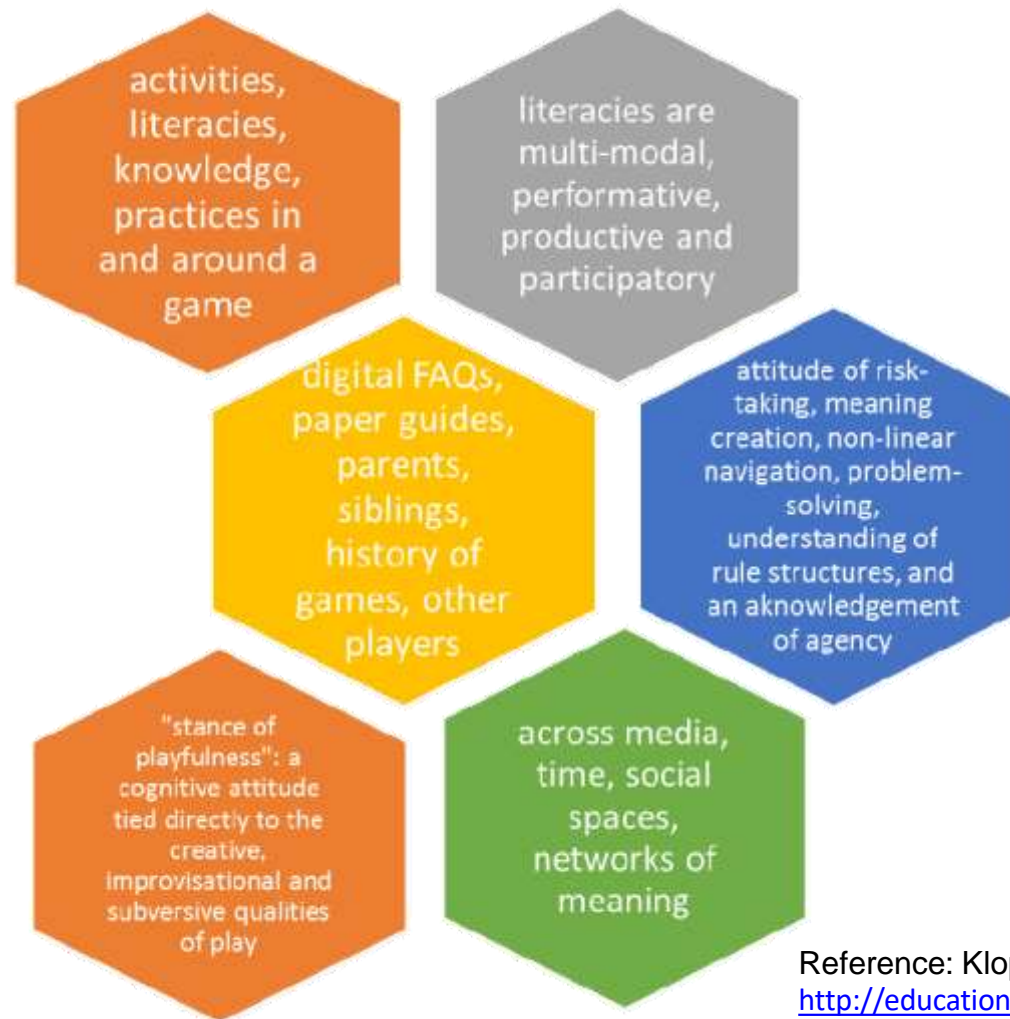 activities,
literacies,
knowledge,
practices in
and around a
game
literacies are
multi-modal,
performative,
productive and
participatory
digital FAQs,
paper guides,
parents,
siblings,
history of
games, other
players
attitude of risk-
taking, meaning
creation, non-linear
navigation, problem-
solving,
understanding of
rule structures, and
an aknowledgement
of agency
"stance of
playfulness": a
cognitive attitude
tied directly to the
creative,
improvisational and
subversive qualities
of play
across media,
time, social
spaces,
networks of
meaning
Reference: Klop
http://education